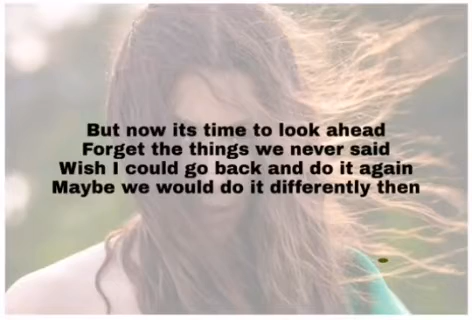 But now its time to look ahead
Forget the things we never said
Wish I could go back and do it again
Maybe we would do it differently then